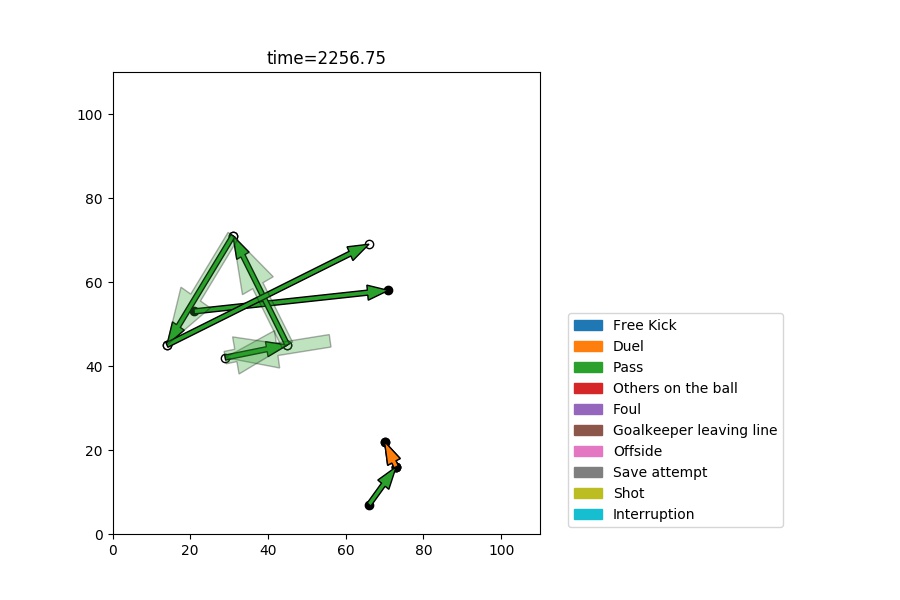 time=2256.75
100
80
60
40
20
0
0 20 40 60 80 100
Free Kick
Duel
Pass
Others on the ball
Foul
Goalkeeper leaving line
Offside
Save attempt
Shot
Interruption